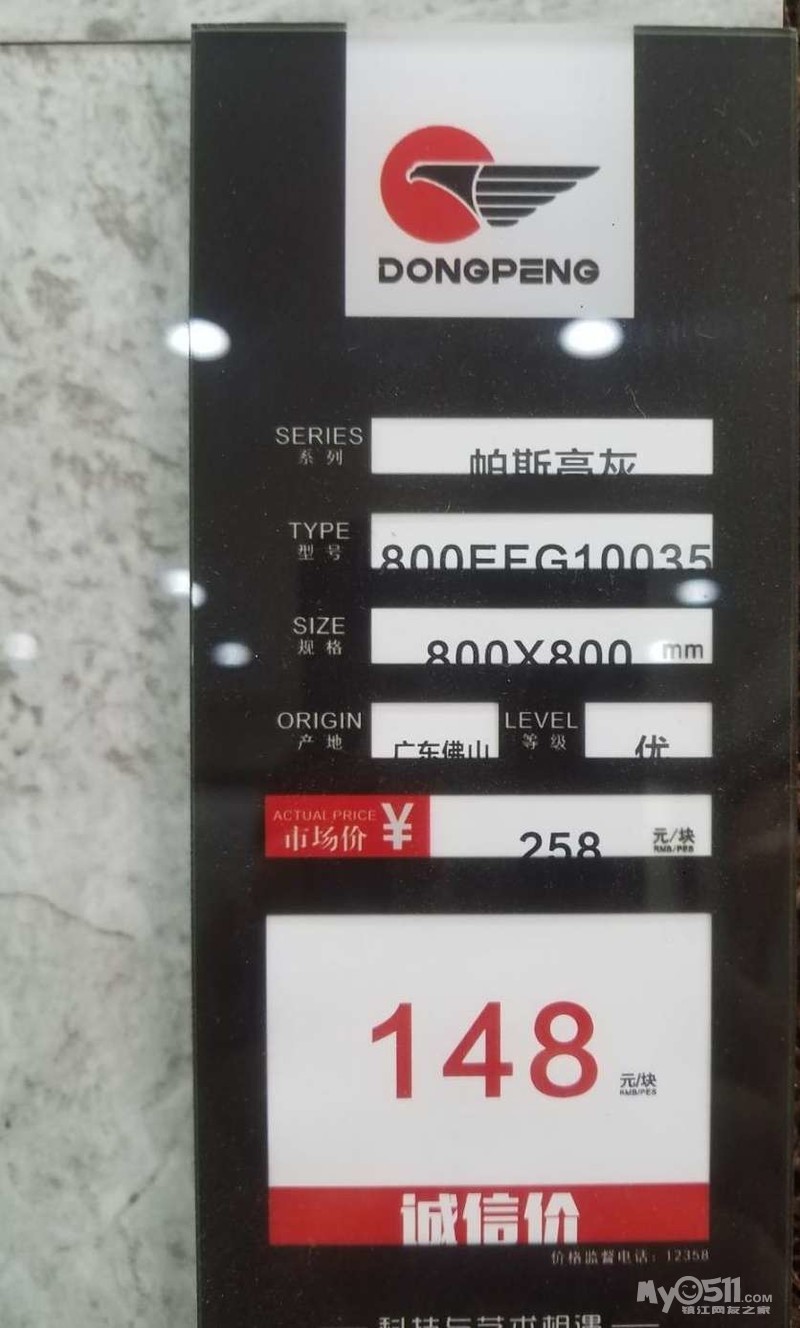 DONGPENG
SERIES
系列
帕斯高灰
TYPE
型号
800EEG10035
SIZE
规格
800X800 mm
ORIGIN
产地
广东佛山
LEVEL
等级
优
ACTUAL PRICE
市场价 ¥
258 元/块
RMB/PES
148 元/块
RMB/PES
诚信价
价格监督电话：12358
科技与艺术相遇
MyO511.COM
镇江网友之家